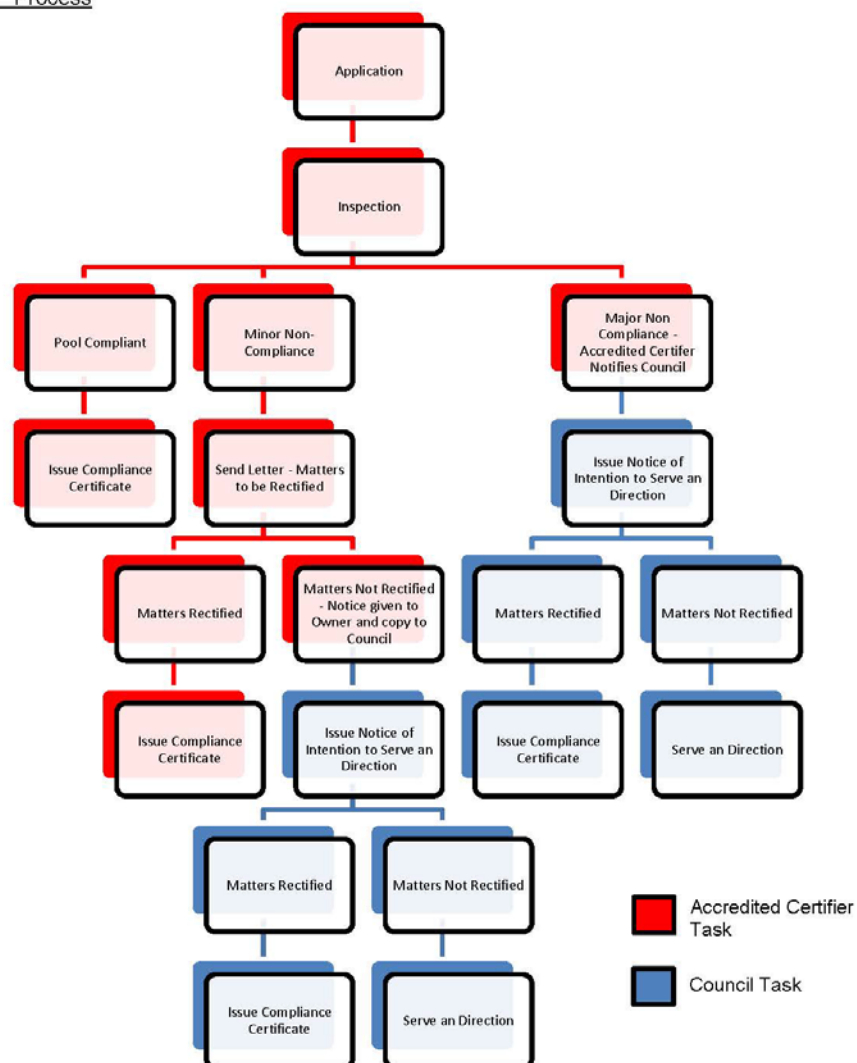 Process
Application
Inspection
Pool Compliant
Minor Non-
Compliance
Major Non
Compliance -
Accredited Certifer
Notifies Council
Issue Compliance
Certificate
Send Letter - Matters
to be Rectified
Issue Notice of
Intention to Serve an
Direction
Matters Rectified
Matters Not Rectified
- Notice given to
Owner and copy to
Council
Matters Rectified
Matters Not Rectified
Issue Compliance
Certificate
Issue Notice of
Intention to Serve an
Direction
Issue Compliance
Certificate
Serve an Direction
Matters Rectified
Matters Not Rectified
Issue Compliance
Certificate
Serve an Direction
Accredited Certifier
Task
Council Task